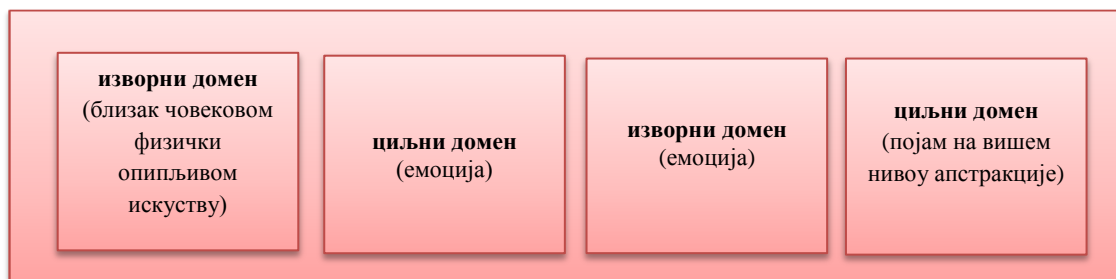 изворни домен
(близак човековом
физички
опипљивом
искуству)
циљни домен
(емоција)
изворни домен
(емоција)
циљни домен
(појам на вишем
нивоу апстракције)